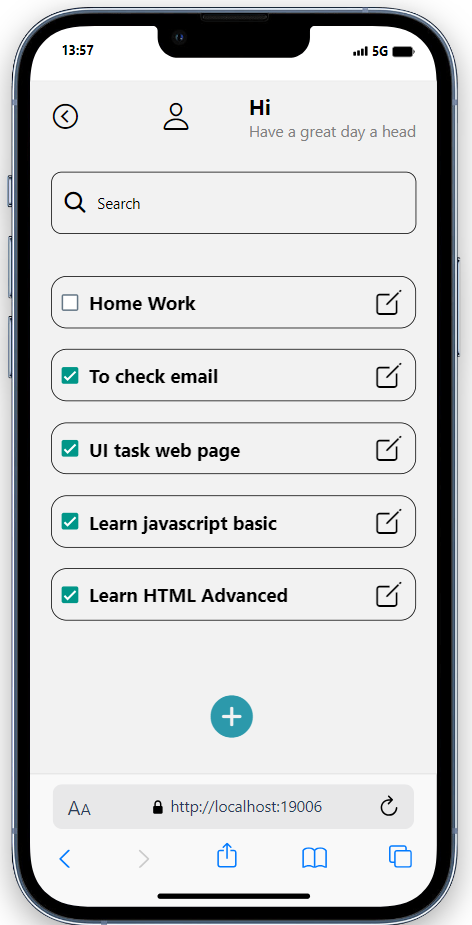 13:57 5G
Hi
Have a great day a head
Search
Home Work
To check email
UI task web page
Learn javascript basic
Learn HTML Advanced
AA http://localhost:19006